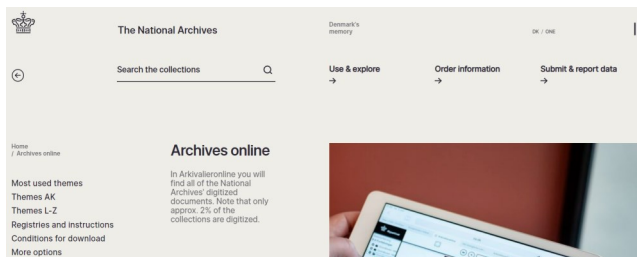 The National Archives
Denmark's
memory
OK / ONE
Search the collections
Use & explore
→
Order information
→
Submit & report data
→
Home
/ Archives online
Most used themes
Themes AK
Themes L-Z
Registries and instructions
Conditions for download
More options
Archives online
In Arkivalieronline you will
find all of the National
Archives' digitized
documents. Note that only
approx. 2% of the
collections are digitized.